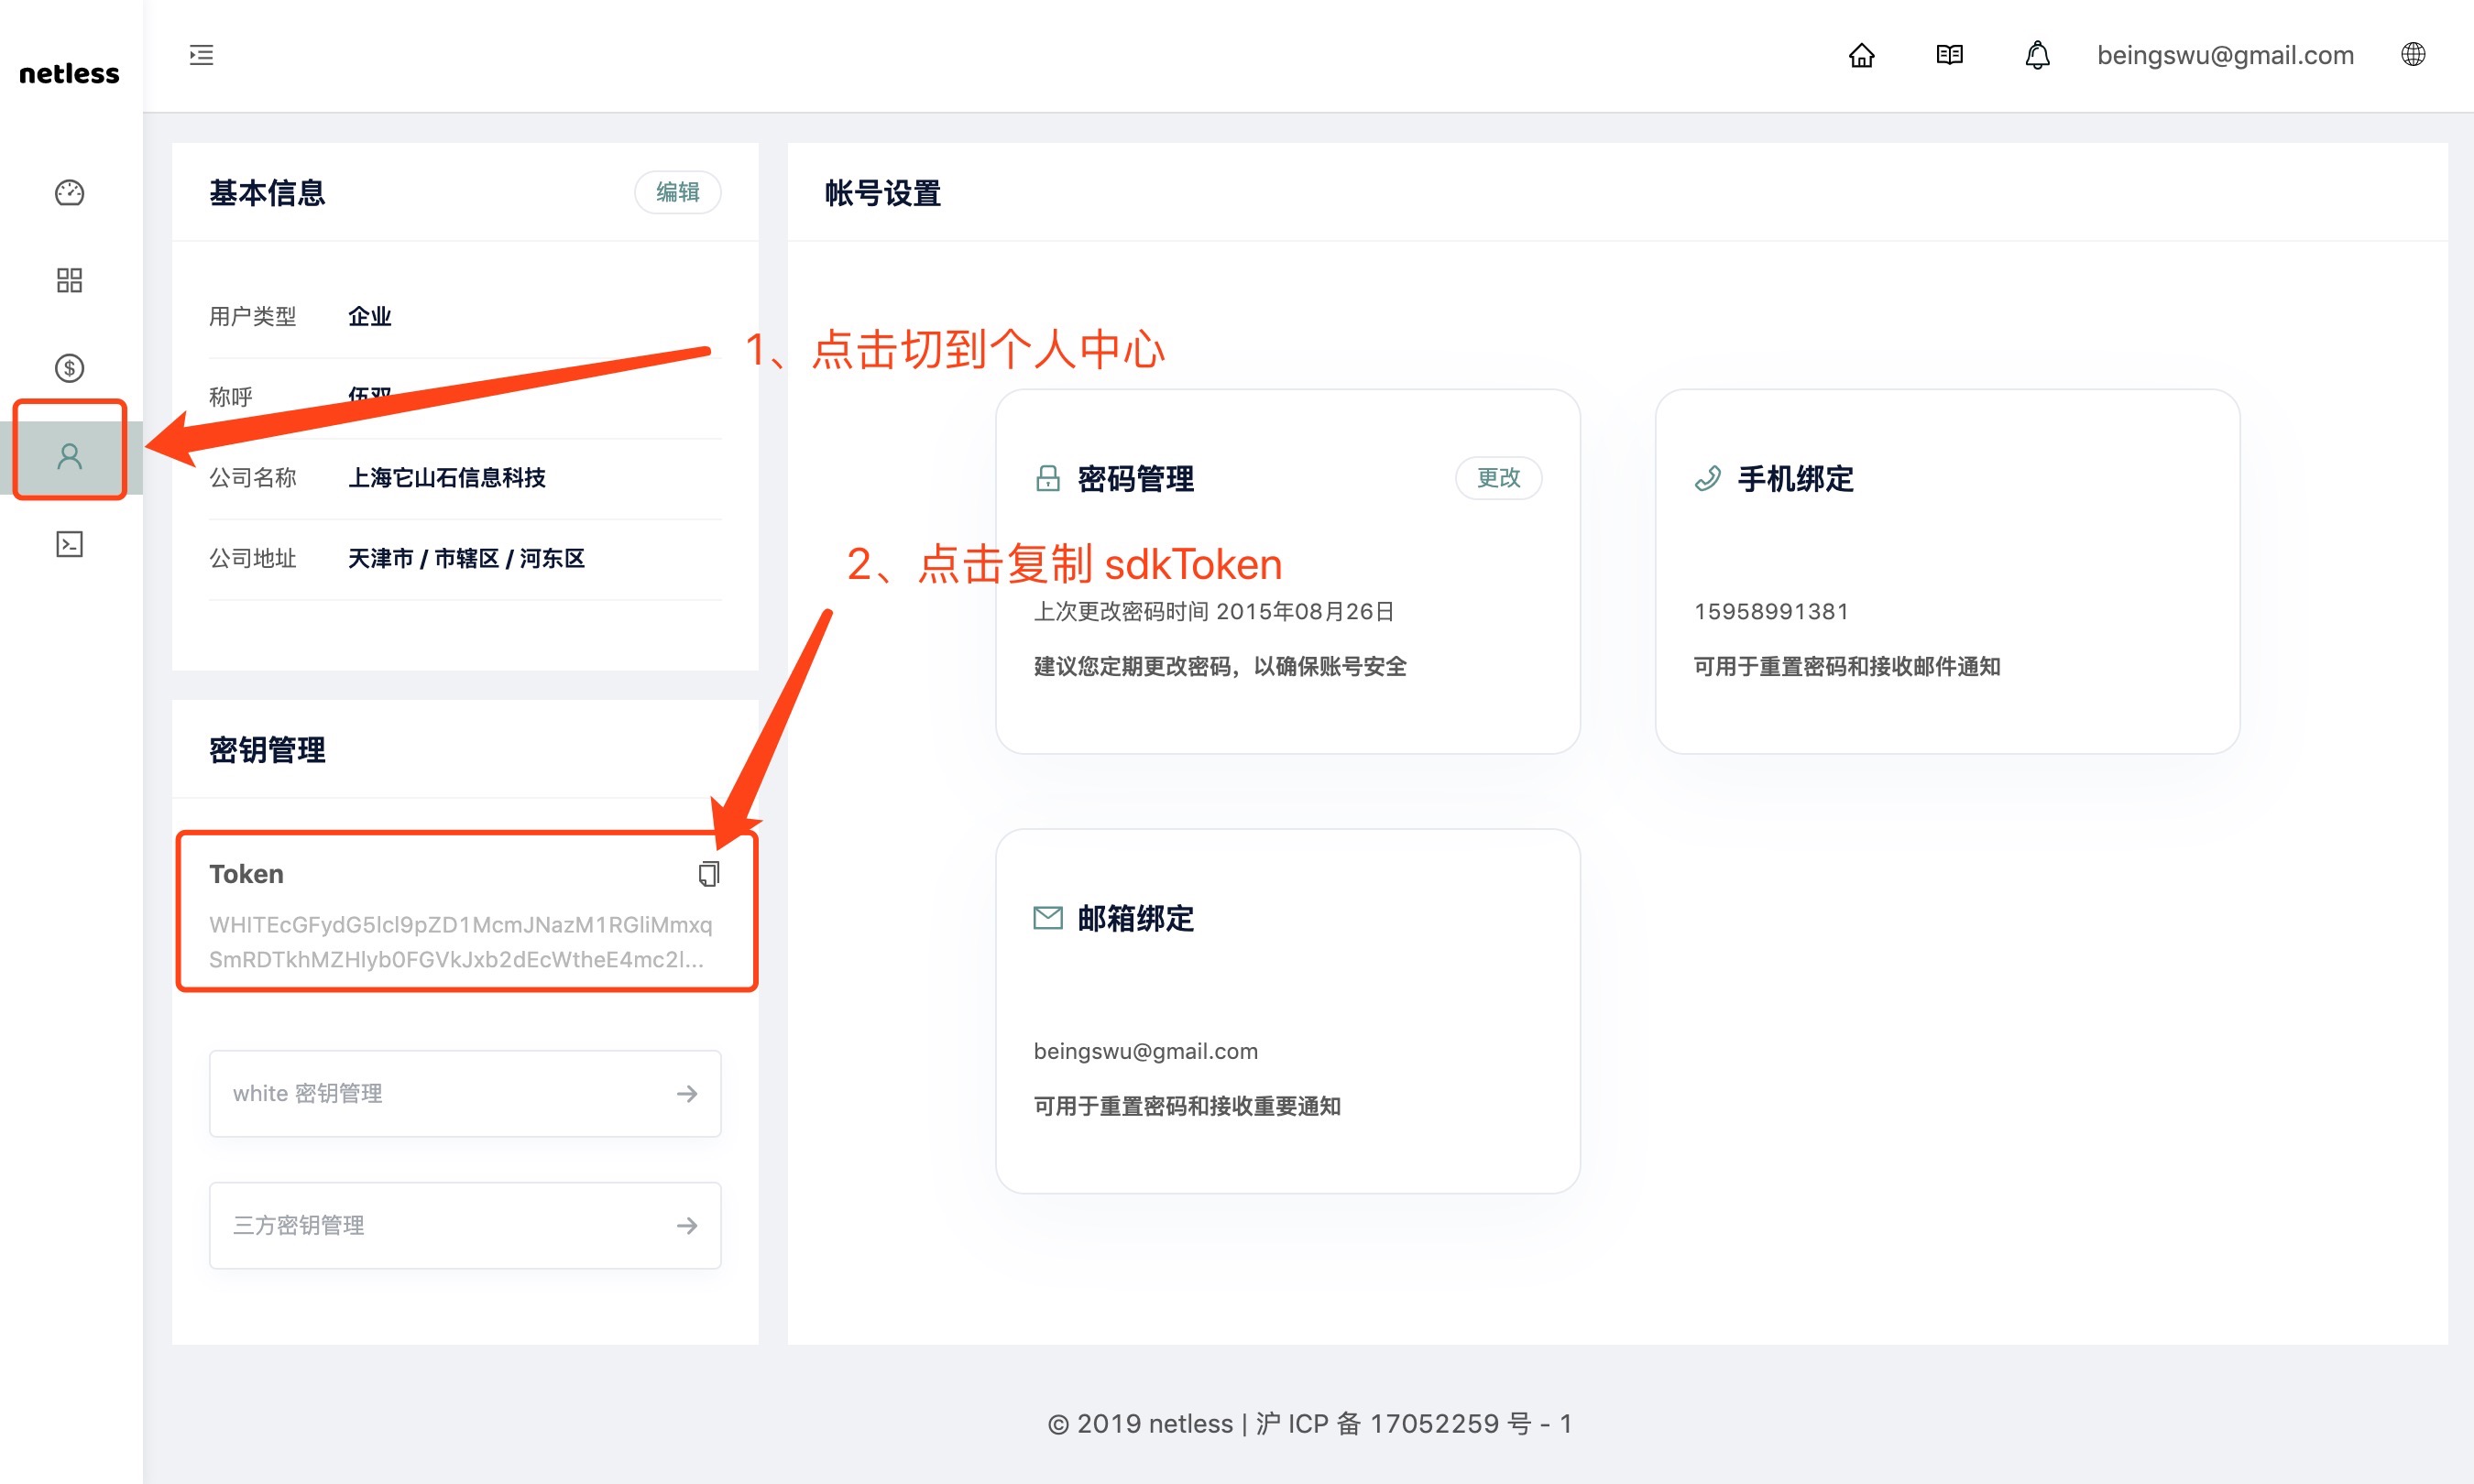 netless
beingswu@gmail.com
基本信息
编辑
用户类型 企业
称呼
公司名称 上海它山石信息科技
公司地址 天津市 / 市辖区 / 河东区
密钥管理
Token
WHITEcGFydG5lcl9pZD1McmJNazM1RGliMmxq
SmRDTkhMZHlyb0FGVkJxb2dEcWtheE4mc2l...
white 密钥管理
三方密钥管理
帐号设置
1、点击切到个人中心
密码管理
更改
2、点击复制 sdkToken
上次更改密码时间 2015年08月26日
建议您定期更改密码，以确保账号安全
手机绑定
15958991381
可用于重置密码和接收邮件通知
邮箱绑定
beingswu@gmail.com
可用于重置密码和接收重要通知
© 2019 netless | 沪 ICP 备 17052259 号 - 1